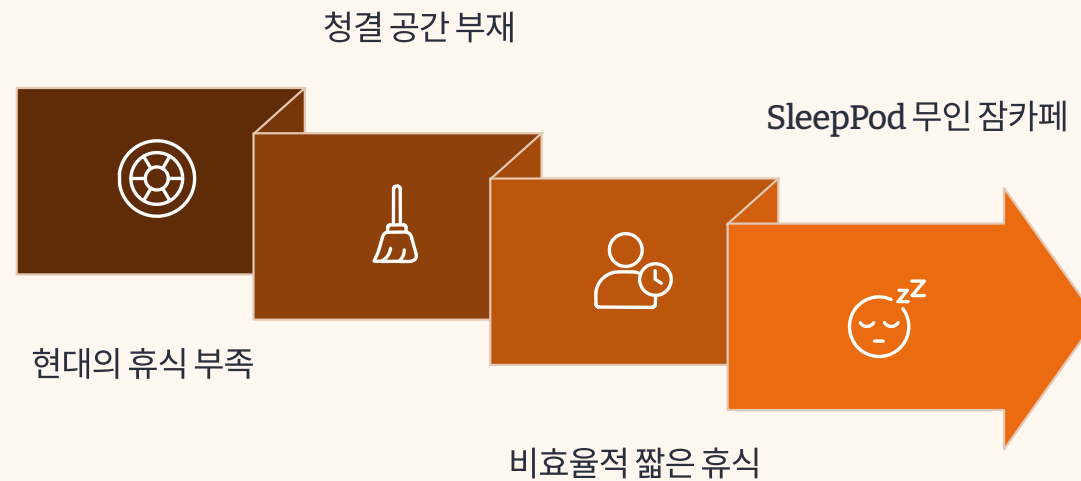 청결 공간 부재
SleepPod 무인 잠카페
현대의 휴식 부족
비효율적 짧은 휴식